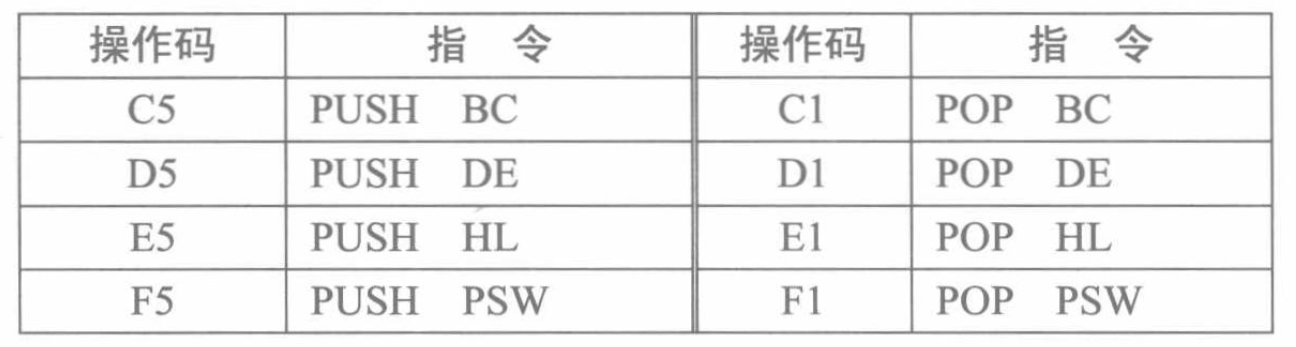 操作码 指 令 操作码 指 令
C5 PUSH BC C1 POP BC
D5 PUSH DE D1 POP DE
E5 PUSH HL E1 POP HL
F5 PUSH PSW F1 POP PSW